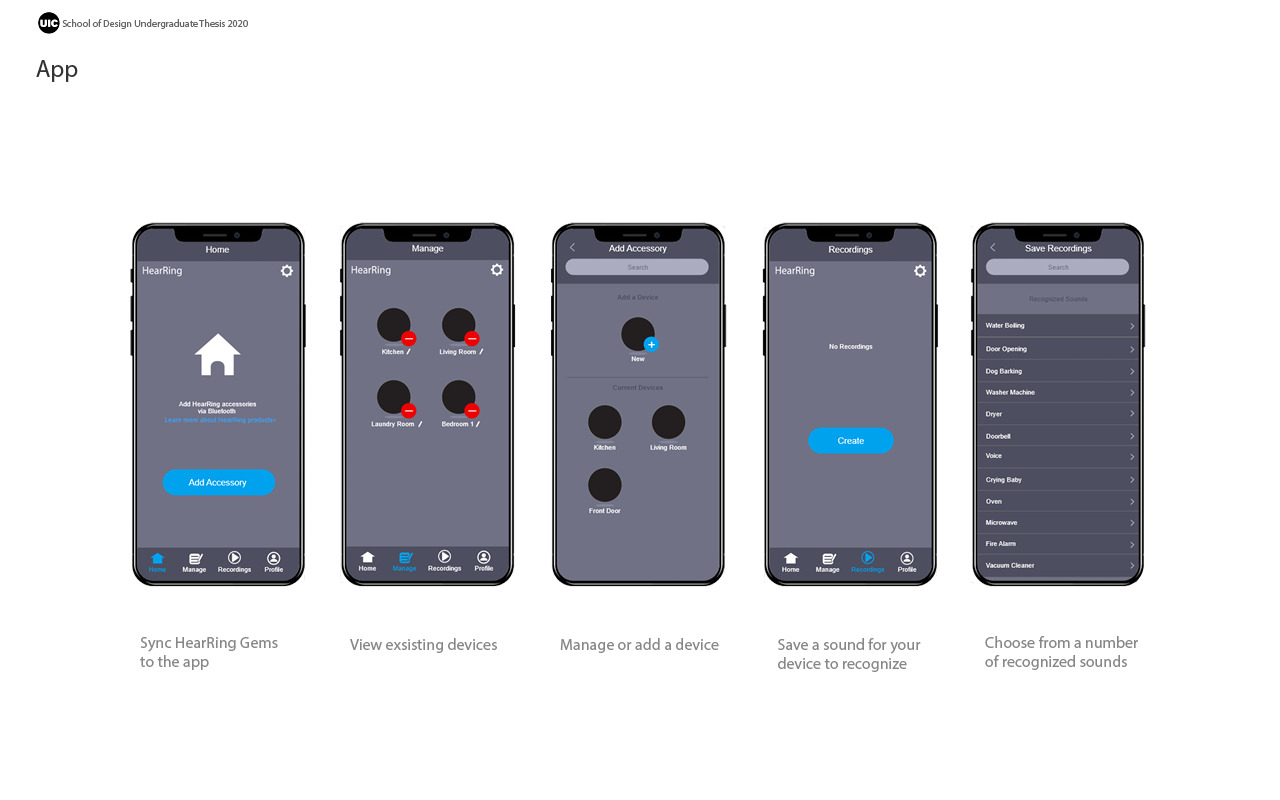 UIC School of Design Undergraduate Thesis 2020
App
Home
HearRing
Add HearRing accessories
via Bluetooth
Learn more about HearRing products
Add Accessory
Home Manage Recordings Profile
Manage
HearRing
Kitchen Living Room
Laundry Room Bedroom 1
Home Manage Recordings Profile
Add Accessory
Search
Add a Device
New
Current Devices
Kitchen Living Room
Front Door
Recordings
HearRing
No Recordings
Create
Home Manage Recordings Profile
Save Recordings
Search
Recognized Sounds
Water Boiling
Door Opening
Dog Barking
Washer Machine
Dryer
Doorbell
Voice
Crying Baby
Oven
Microwave
Fire Alarm
Vacuum Cleaner
Sync HearRing Gems
to the app
View exsisting devices
Manage or add a device
Save a sound for your
device to recognize
Choose from a number
of recognized sounds